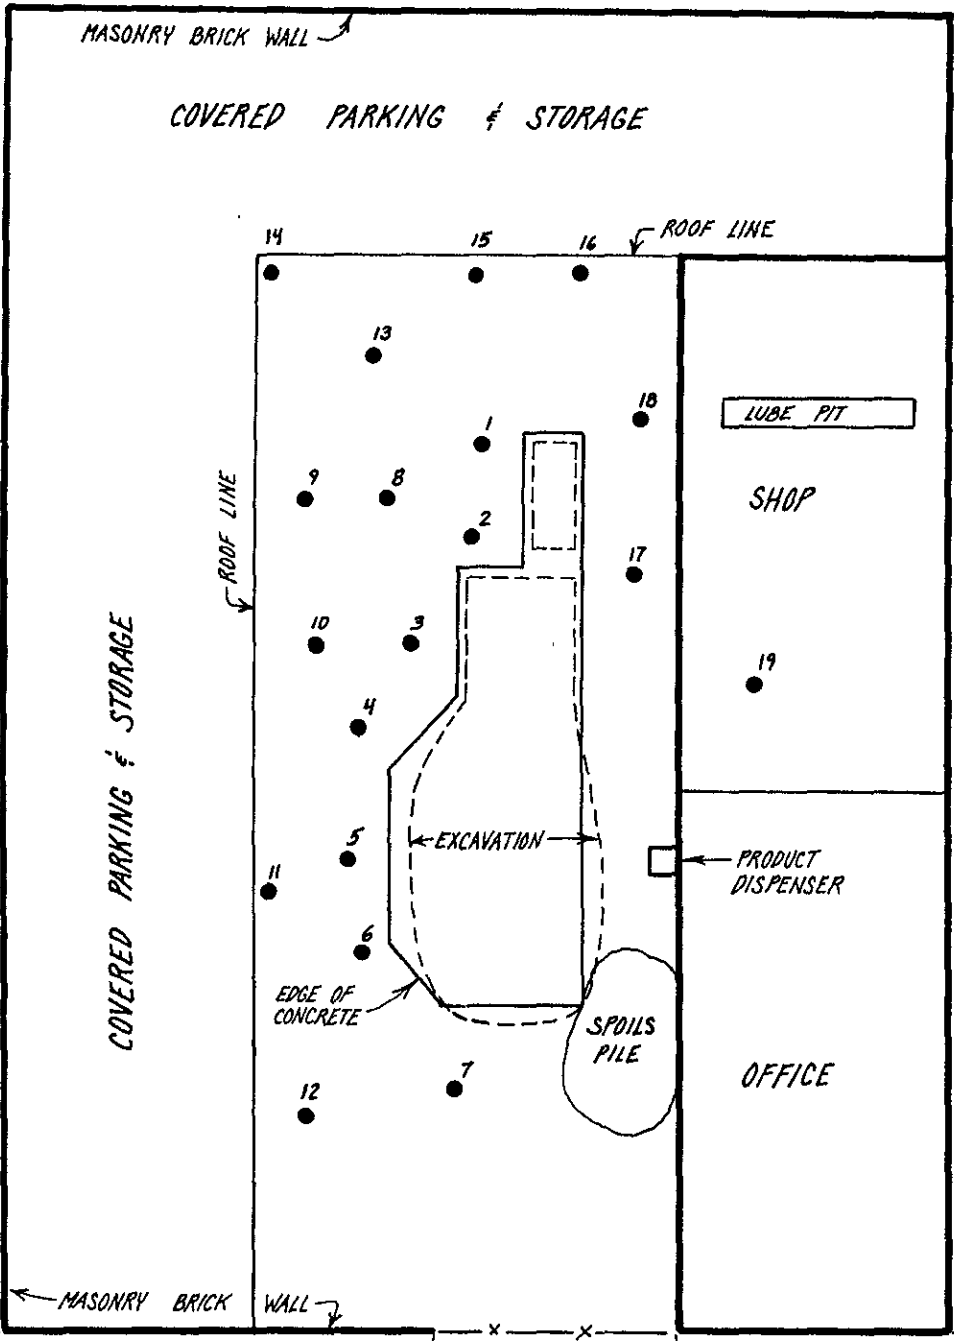 MASONRY BRICK WALL
COVERED PARKING & STORAGE
ROOF LINE
14
15
16
13
18
1
LUBE PIT
9
8
SHOP
ROOF LINE
2
17
10
3
19
4
COVERED PARKING & STORAGE
EXCAVATION
5
PRODUCT
DISPENSER
11
6
EDGE OF
CONCRETE
SPOILS
PILE
OFFICE
7
12
MASONRY BRICK WALL
x x